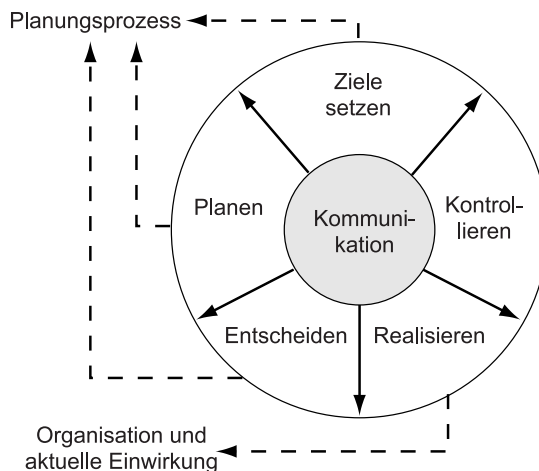 Planungsprozess
Ziele
setzen
Planen
Kommuni-
kation
Kontrol-
lieren
Entscheiden
Realisieren
Organisation und
aktuelle Einwirkung